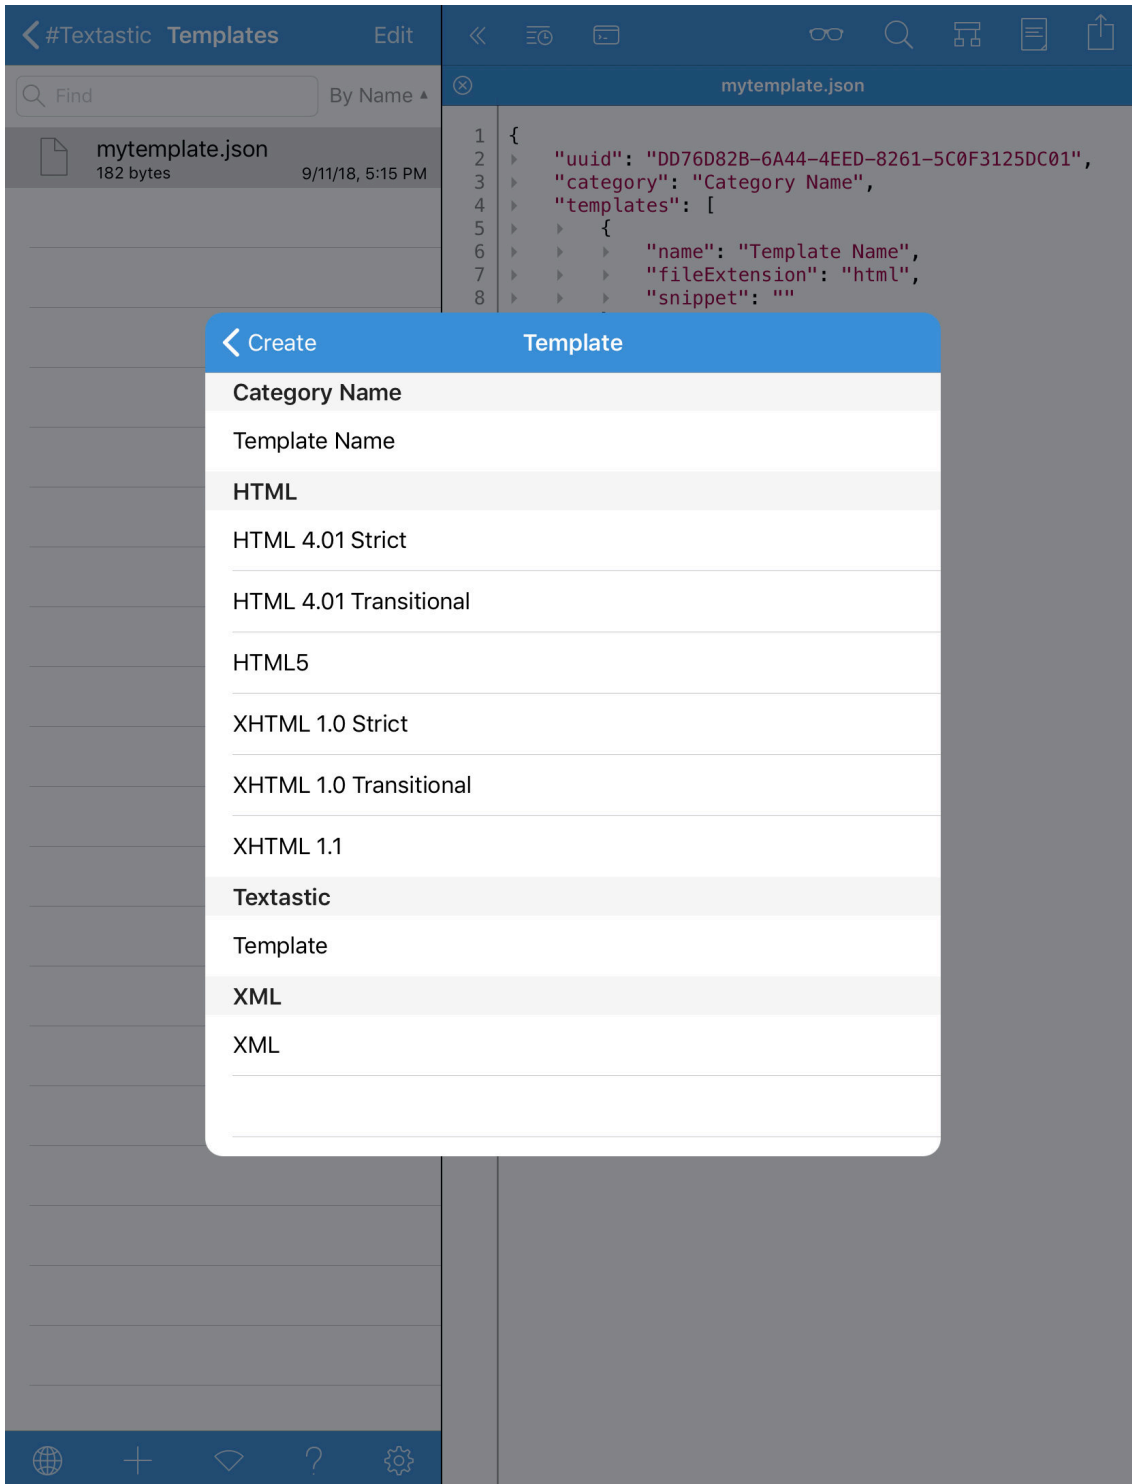 #Textastic Templates Edit
Find By Name ▲
mytemplate.json
182 bytes 9/11/18, 5:15 PM
mytemplate.json
1 {
2 "uuid": "DD76D82B-6A44-4EED-8261-5C0F3125DC01",
3 "category": "Category Name",
4 "templates": [
5 {
6 "name": "Template Name",
7 "fileExtension": "html",
8 "snippet": ""
Create Template
Category Name
Template Name
HTML
HTML 4.01 Strict
HTML 4.01 Transitional
HTML5
XHTML 1.0 Strict
XHTML 1.0 Transitional
XHTML 1.1
Textastic
Template
XML
XML